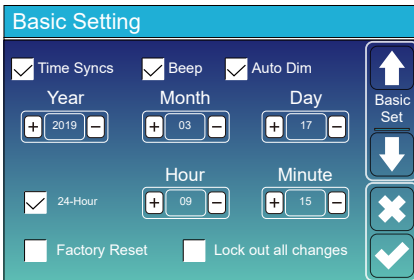 Basic Setting
Time Syncs Beep Auto Dim
Year Month Day
+ 2019 − + 03 − + 17 −
Basic
Set
Hour Minute
24-Hour + 09 − + 15 −
Factory Reset Lock out all changes